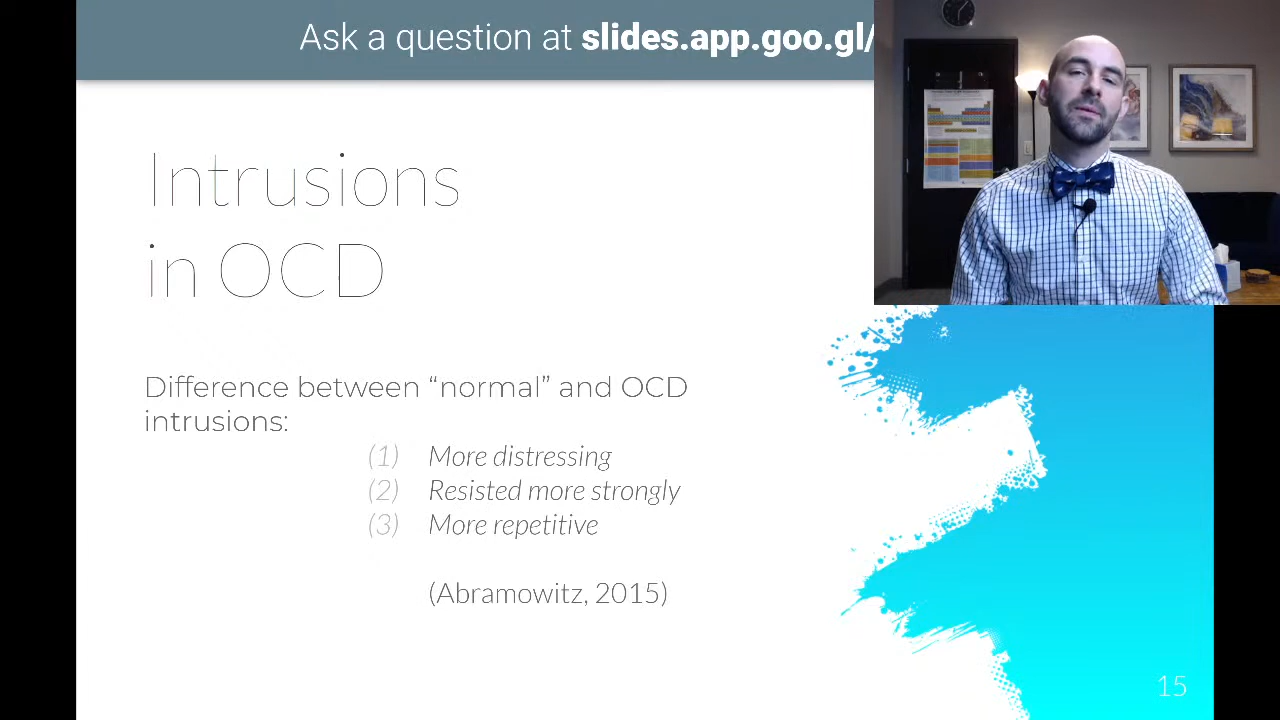 Ask a question at slides.app.goo.gl/
Intrusions
in OCD
Difference between “normal” and OCD
intrusions:
(1) More distressing
(2) Resisted more strongly
(3) More repetitive
(Abramowitz, 2015)
15